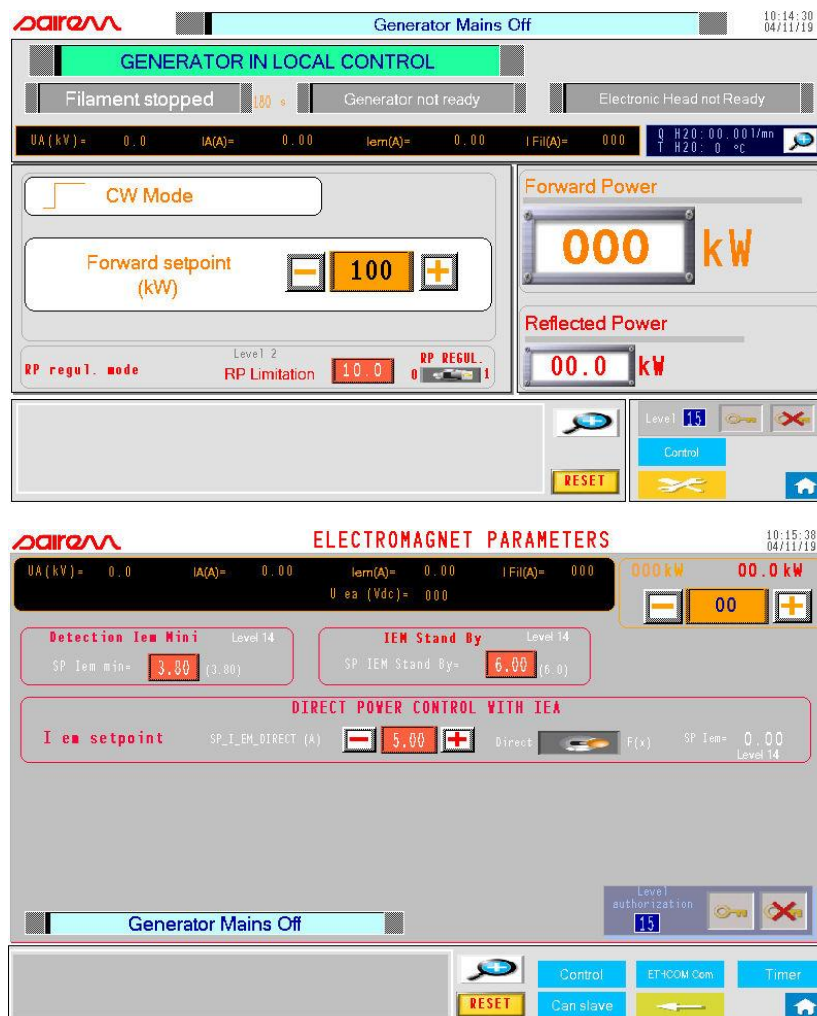 sairem
Generator Mains Off
10:14:30
04/11/19
GENERATOR IN LOCAL CONTROL
Filament stopped 180 s Generator not ready Electronic Head not Ready
UA(kV)= 0.0 IA(A)= 0.00 Iem(A)= 0.00 I Fil(A)= 000 Q H20:00.00l/mn
T H20: 0 °C
CW Mode
Forward setpoint
(kW)
− 100 +
Level 2
RP regul. mode RP Limitation 10.0 RP REGUL.
0 1
Forward Power
000 kW
Reflected Power
00.0 kW
RESET
Level 15
Control
sairem
ELECTROMAGNET PARAMETERS
10:15:38
04/11/19
UA(kV)= 0.0 IA(A)= 0.00 Iem(A)= 0.00 I Fil(A)= 000
U ea (Vdc)= 000
000kW 00.0kW
− 00 +
Detection Iem Mini Level 14
SP Iem min= 3.80 (3.80)
IEM Stand By Level 14
SP IEM Stand By= 6.00 (6.0)
DIRECT POWER CONTROL WITH IEA
I em setpoint SP_I_EM_DIRECT (A) − 5.00 + Direct F(x) SP Iem= 0.00
Level 14
Level
authorization
15
Generator Mains Off
RESET
Control ETHCOM Com Timer
Can slave